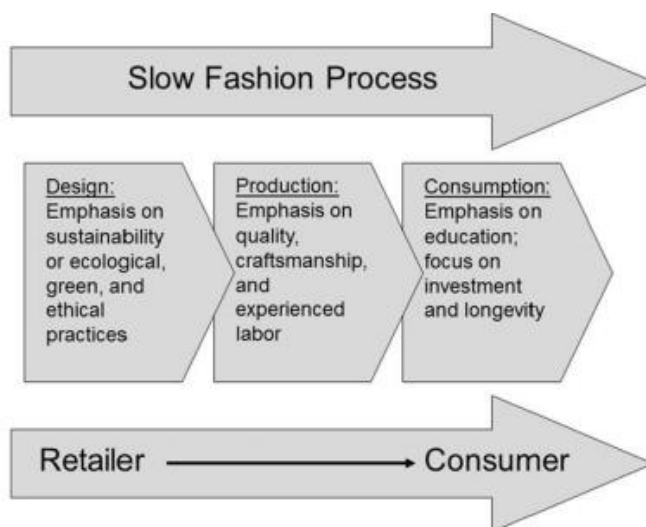 Slow Fashion Process
Design:
Emphasis on
sustainability
or ecological,
green, and
ethical
practices
Production:
Emphasis on
quality,
craftsmanship,
and
experienced
labor
Consumption:
Emphasis on
education;
focus on
investment
and longevity
Retailer
Consumer